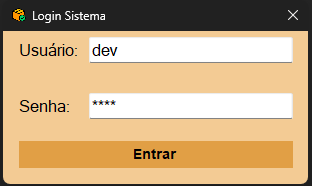 Login Sistema
Usuário: dev
Senha: ****
Entrar